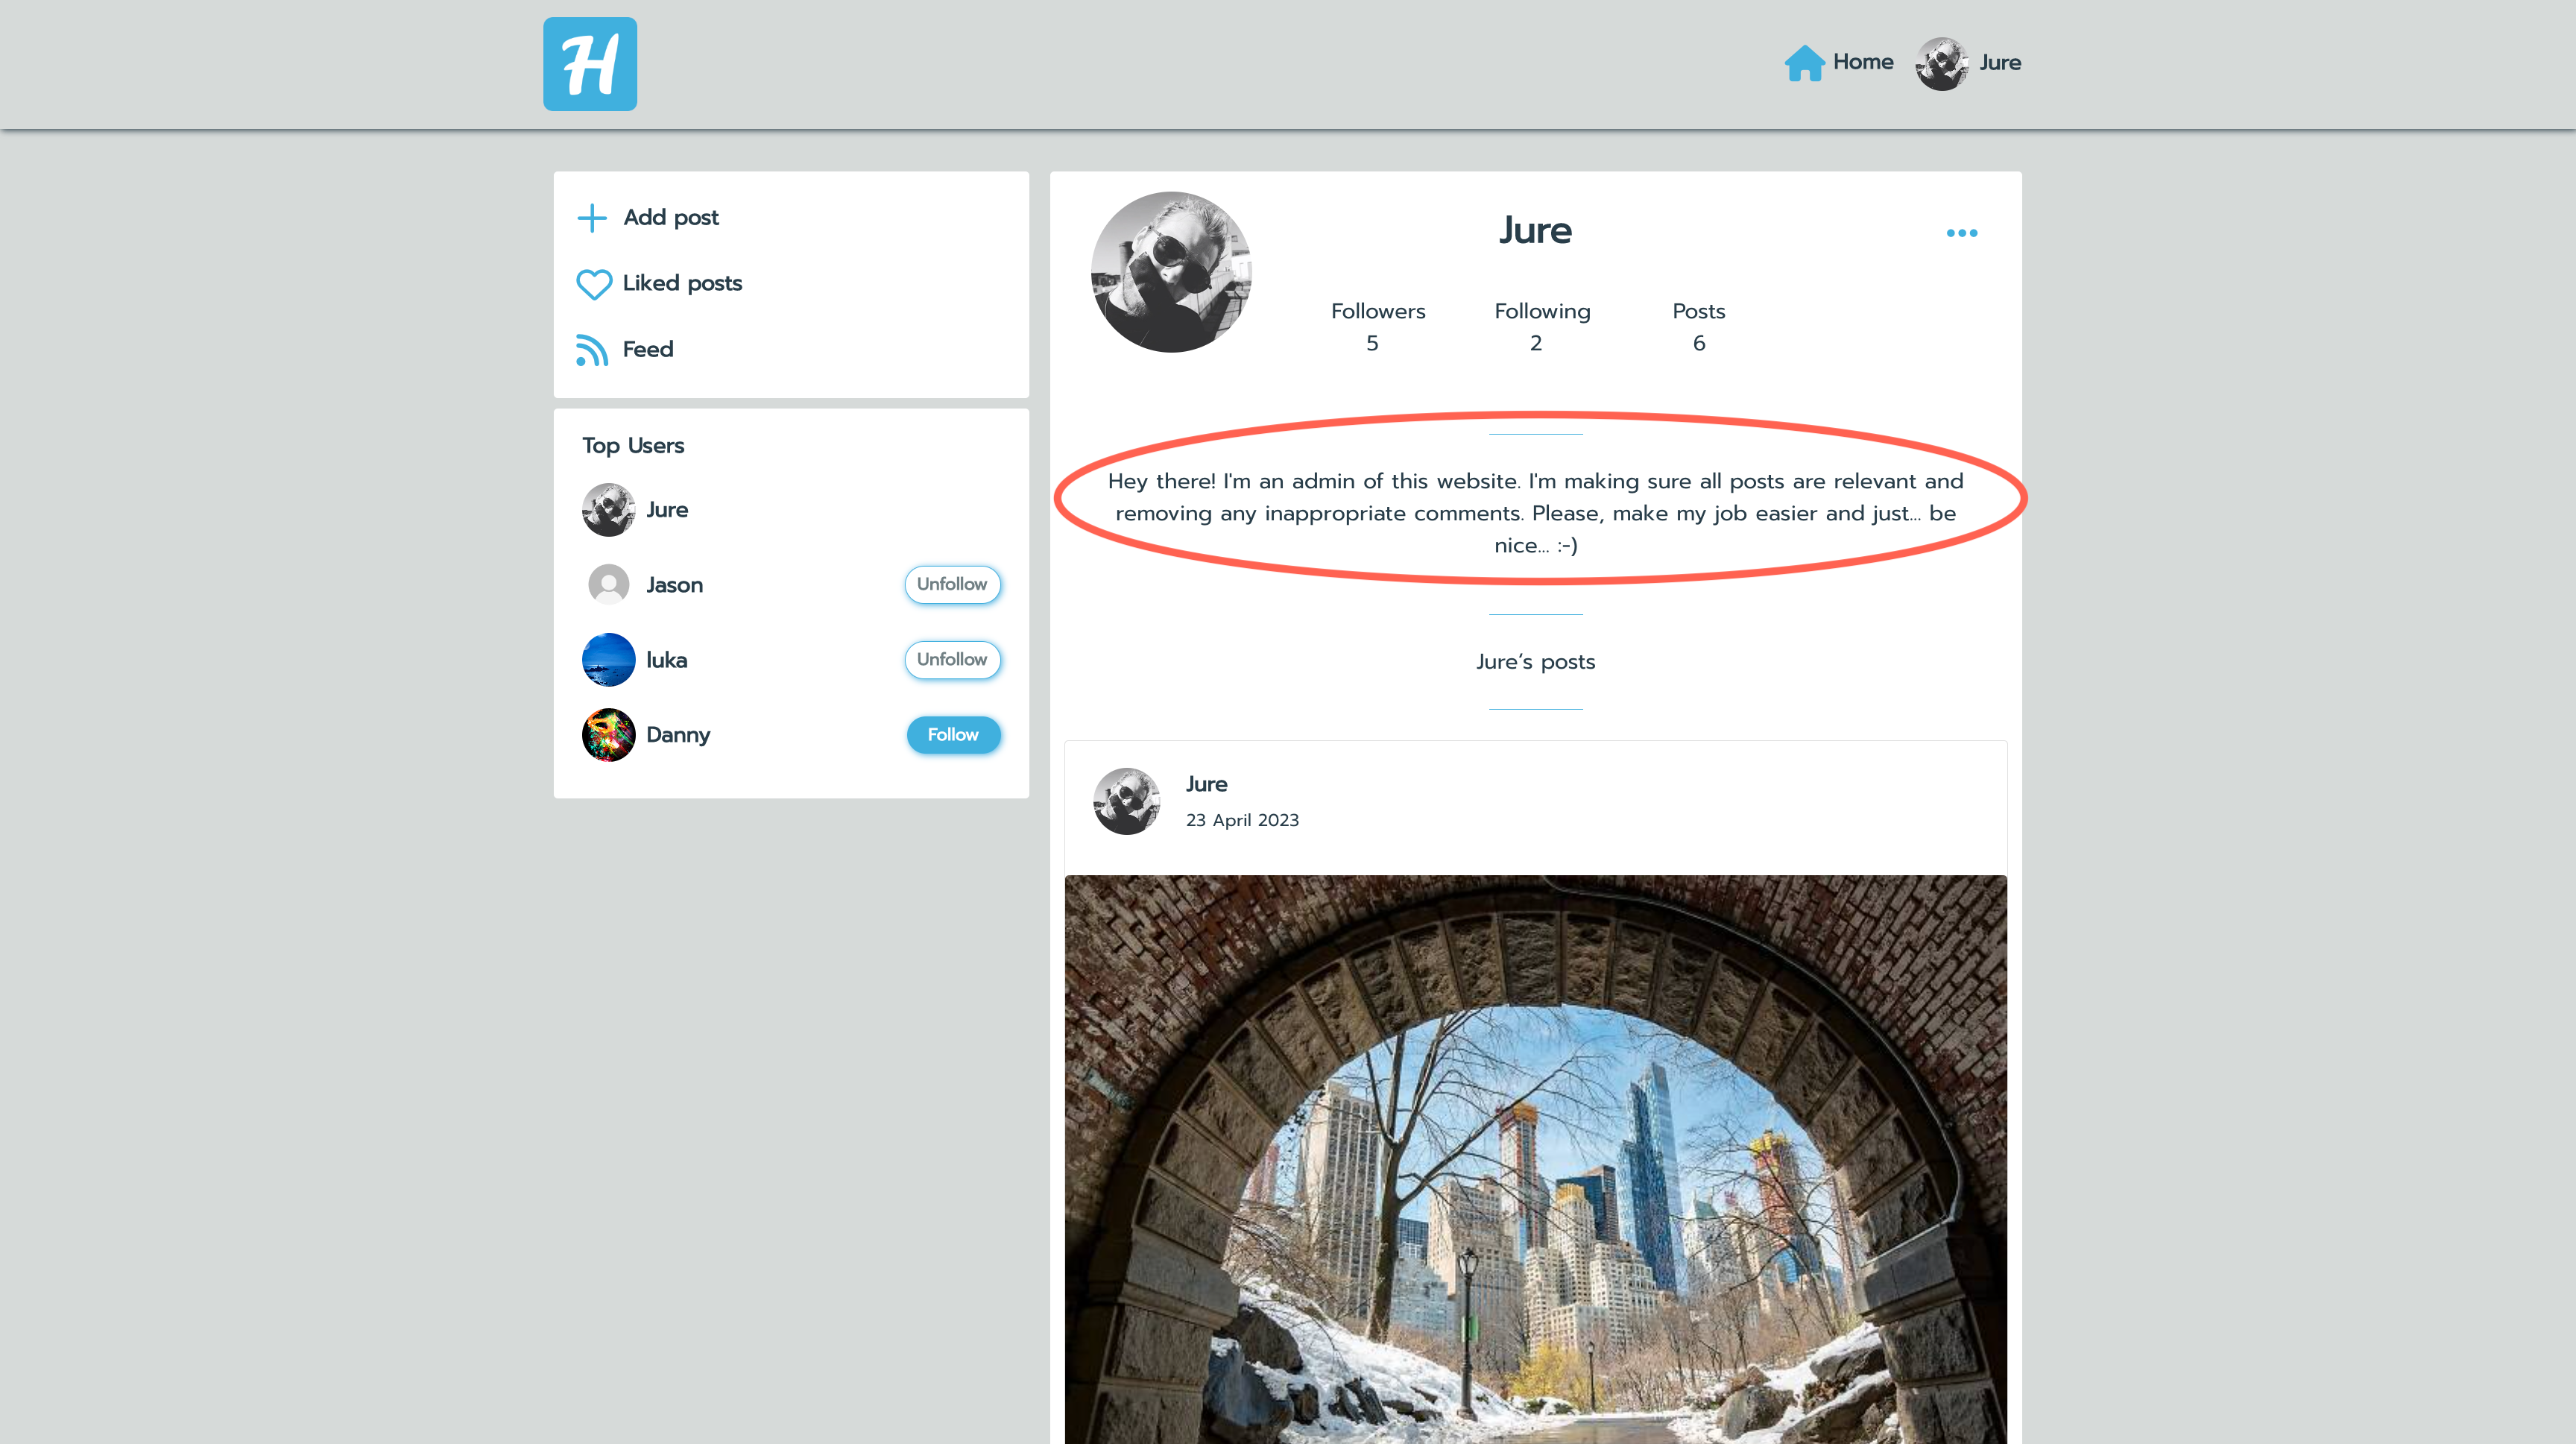 H
Home
Jure
Add post
Liked posts
Feed
Top Users
Jure
Jason
Unfollow
luka
Unfollow
Danny
Follow
Jure
Followers
Following
Posts
5
2
6
Hey there! I'm an admin of this website. I'm making sure all posts are relevant and
removing any inappropriate comments. Please, make my job easier and just... be
nice... :-)
Jure’s posts
Jure
23 April 2023